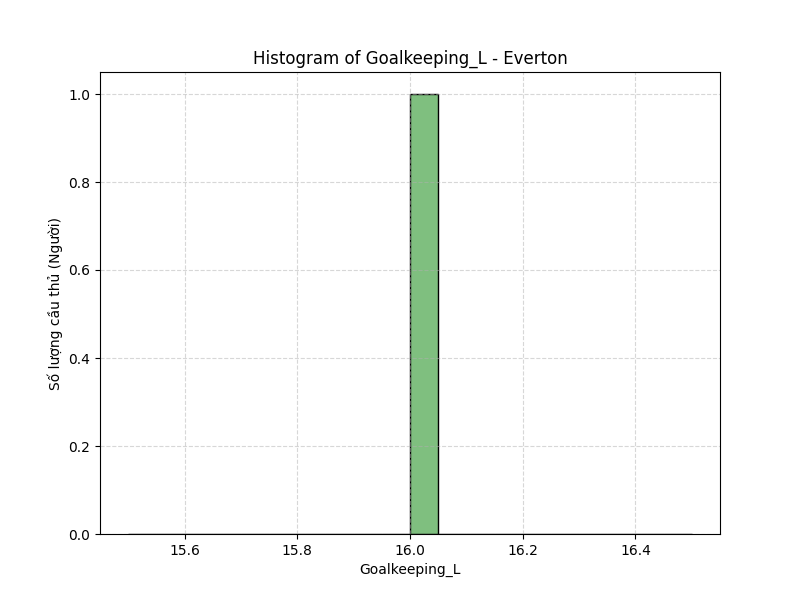 Histogram of Goalkeeping_L - Everton
1.0
0.8
0.6
0.4
0.2
0.0
Số lượng cầu thủ (Người)
15.6 15.8 16.0 16.2 16.4
Goalkeeping_L